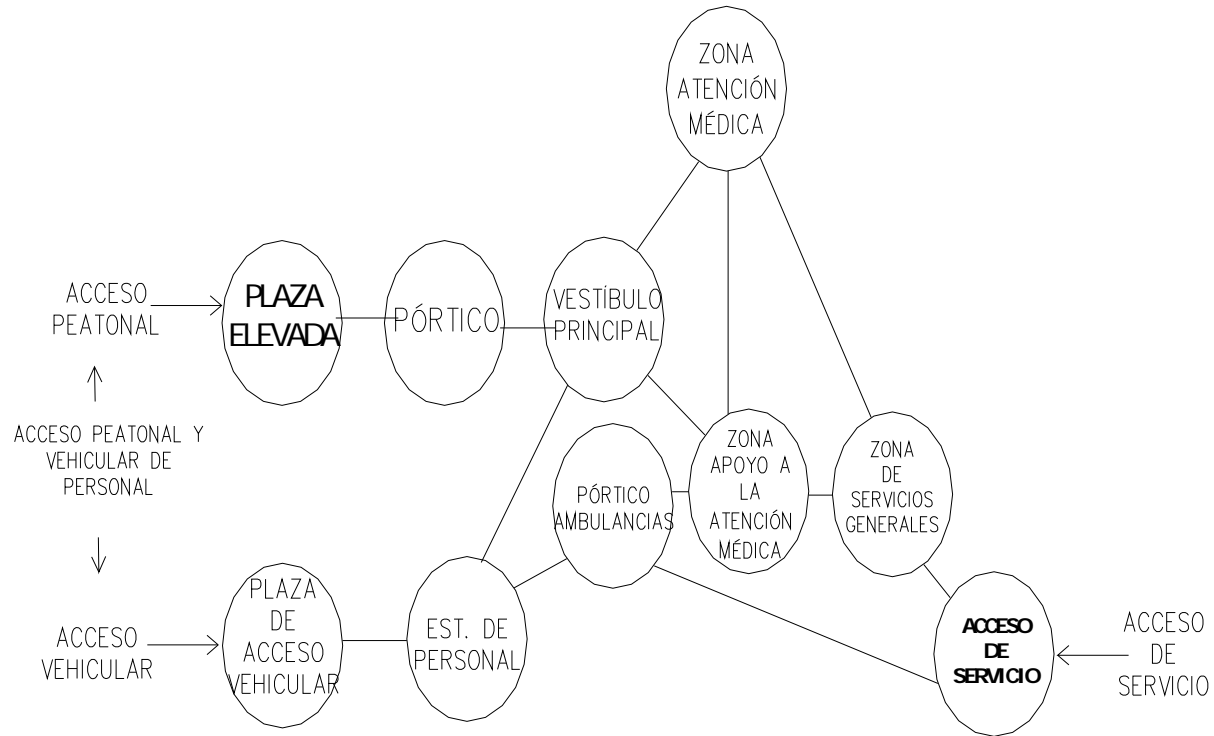 ZONA
ATENCIÓN
MÉDICA
ACCESO
PEATONAL
PLAZA
ELEVADA
PÓRTICO
VESTÍBULO
PRINCIPAL
ACCESO PEATONAL Y
VEHICULAR DE
PERSONAL
PÓRTICO
AMBULANCIAS
ZONA
APOYO A
LA
ATENCIÓN
MÉDICA
ZONA
DE
SERVICIOS
GENERALES
ACCESO
VEHICULAR
PLAZA
DE
ACCESO
VEHICULAR
EST. DE
PERSONAL
ACCESO
DE
SERVICIO
ACCESO
DE
SERVICIO